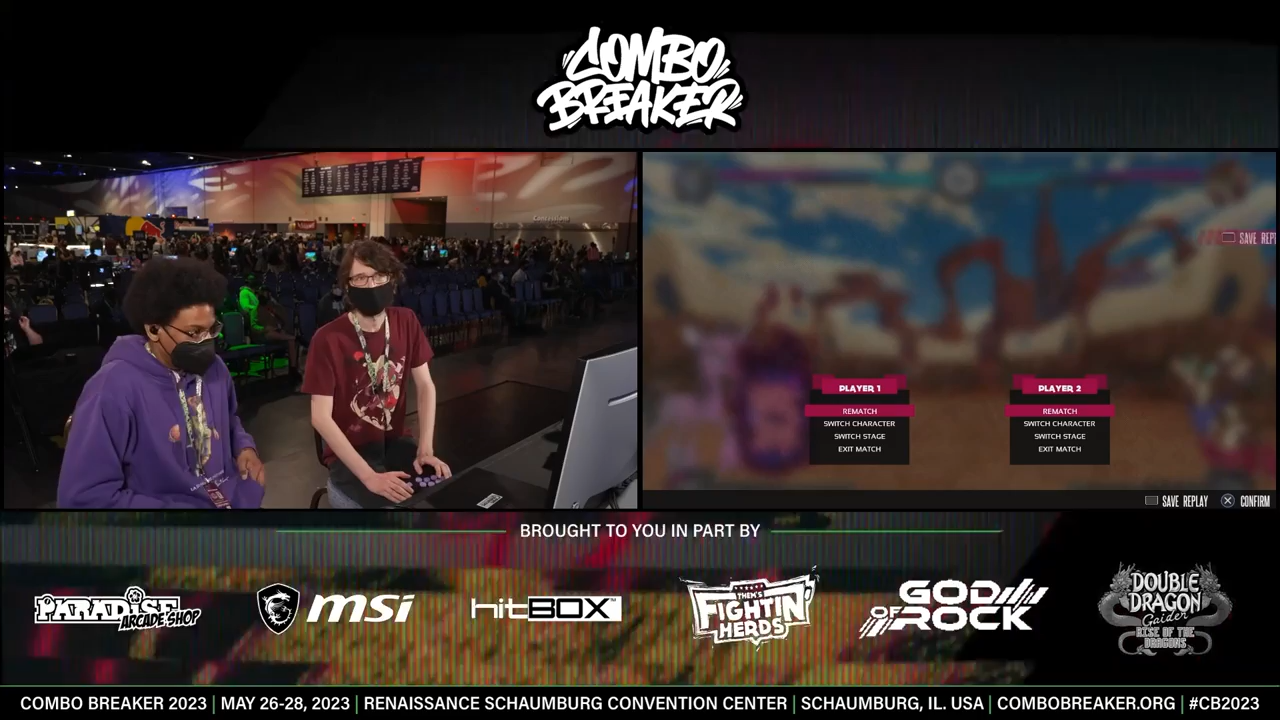 COMBO
BREAKER
SAVE REP
PLAYER 1
REMATCH
SWITCH CHARACTER
SWITCH STAGE
EXIT MATCH
PLAYER 2
REMATCH
SWITCH CHARACTER
SWITCH STAGE
EXIT MATCH
SAVE REPLAY
CONFIRM
BROUGHT TO YOU IN PART BY
PARADISE
ARCADE SHOP
msi
hitBOX
THEM'S
FIGHTIN
HERDS
GOD
OF ROCK
DOUBLE
DRAGON
Gaiden
RISE OF THE
DRAGONS
COMBO BREAKER 2023 | MAY 26-28, 2023 | RENAISSANCE SCHAUMBURG CONVENTION CENTER | SCHAUMBURG, IL. USA | COMBOBREAKER.ORG | #CB2023